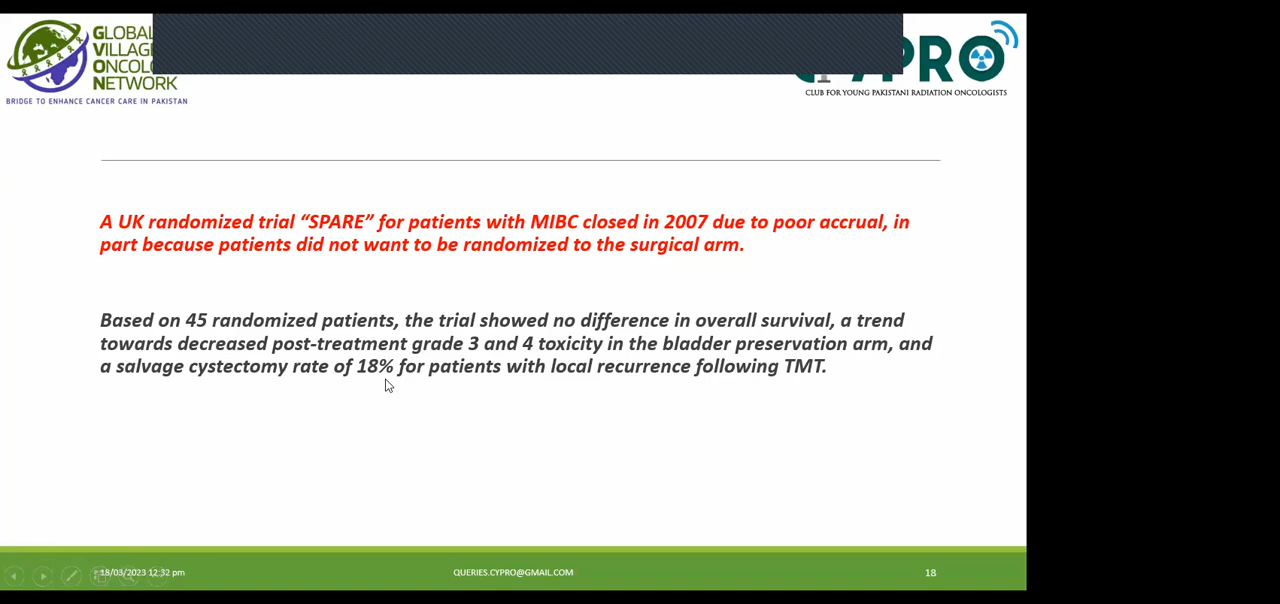 GLOBAL
VILLAGE
ONCOLOGY
NETWORK
BRIDGE TO ENHANCE CANCER CARE IN PAKISTAN
CYPRO
CLUB FOR YOUNG PAKISTANI RADIATION ONCOLOGISTS
A UK randomized trial “SPARE” for patients with MIBC closed in 2007 due to poor accrual, in
part because patients did not want to be randomized to the surgical arm.
Based on 45 randomized patients, the trial showed no difference in overall survival, a trend
towards decreased post-treatment grade 3 and 4 toxicity in the bladder preservation arm, and
a salvage cystectomy rate of 18% for patients with local recurrence following TMT.
18/03/2023 12:32 pm
QUERIES.CYPRO@GMAIL.COM
18